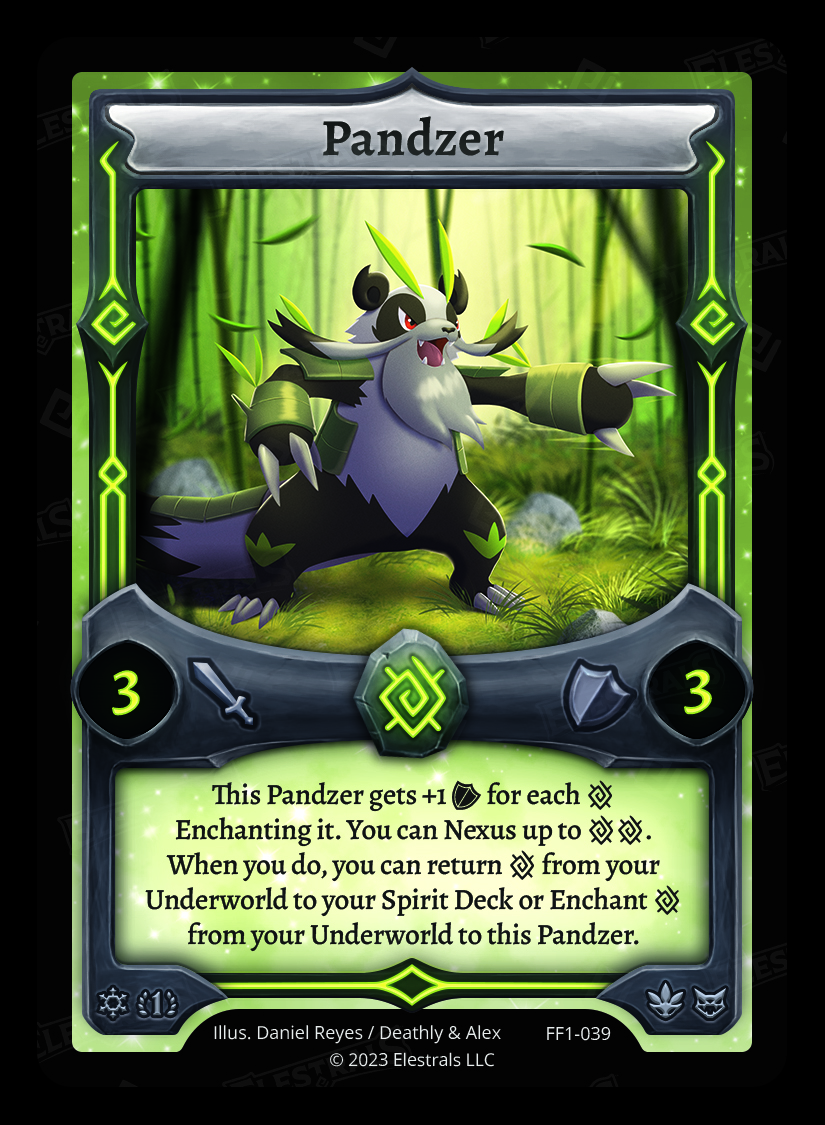 Pandzer
3
3
This Pandzer gets +1 for each
Enchanting it. You can Nexus up to .
When you do, you can return from your
Underworld to your Spirit Deck or Enchant
from your Underworld to this Pandzer.
1
Illus. Daniel Reyes / Deathly & Alex FF1-039
© 2023 Elestrals LLC